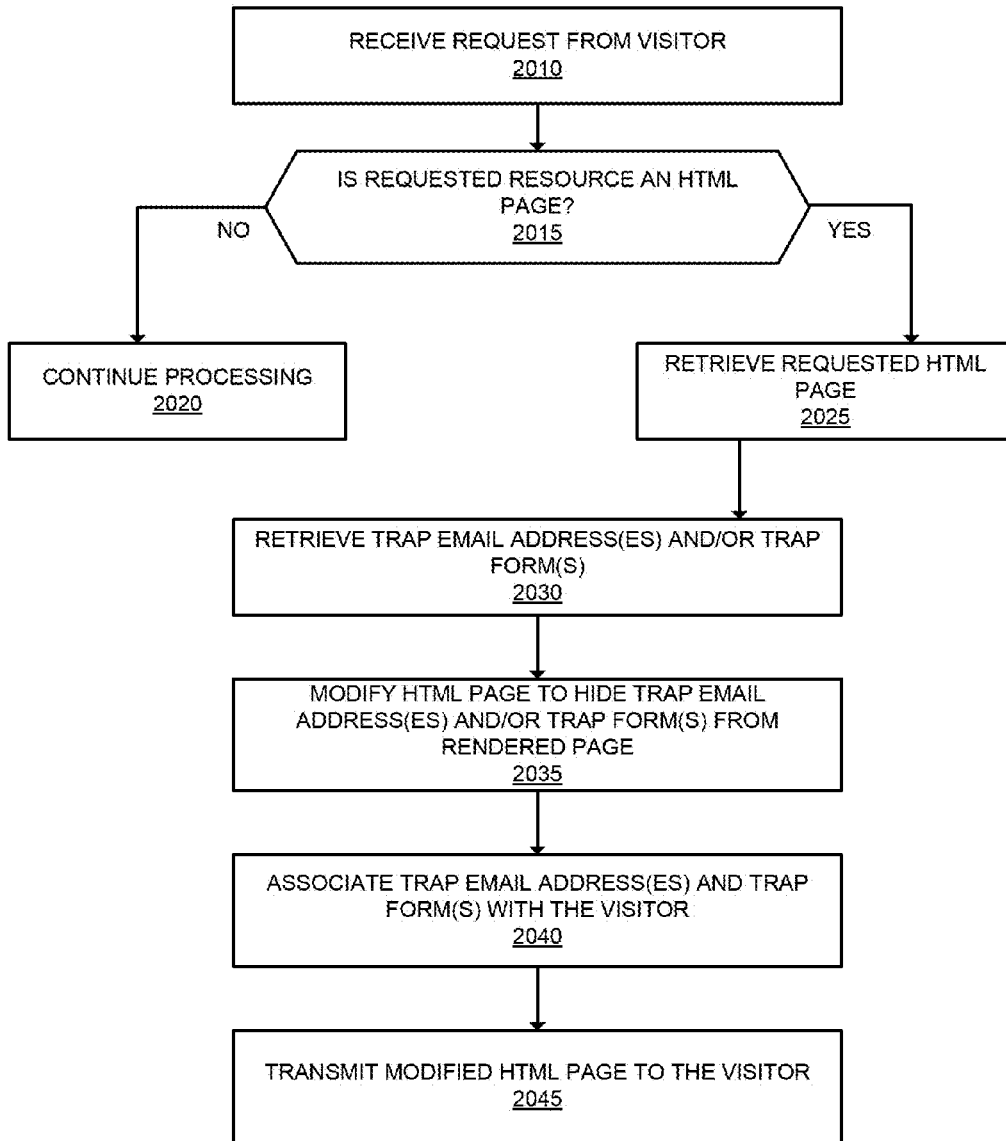 RECEIVE REQUEST FROM VISITOR
2010
IS REQUESTED RESOURCE AN HTML
PAGE?
2015
NO
YES
CONTINUE PROCESSING
2020
RETRIEVE REQUESTED HTML
PAGE
2025
RETRIEVE TRAP EMAIL ADDRESS(ES) AND/OR TRAP
FORM(S)
2030
MODIFY HTML PAGE TO HIDE TRAP EMAIL
ADDRESS(ES) AND/OR TRAP FORM(S) FROM
RENDERED PAGE
2035
ASSOCIATE TRAP EMAIL ADDRESS(ES) AND TRAP
FORM(S) WITH THE VISITOR
2040
TRANSMIT MODIFIED HTML PAGE TO THE VISITOR
2045